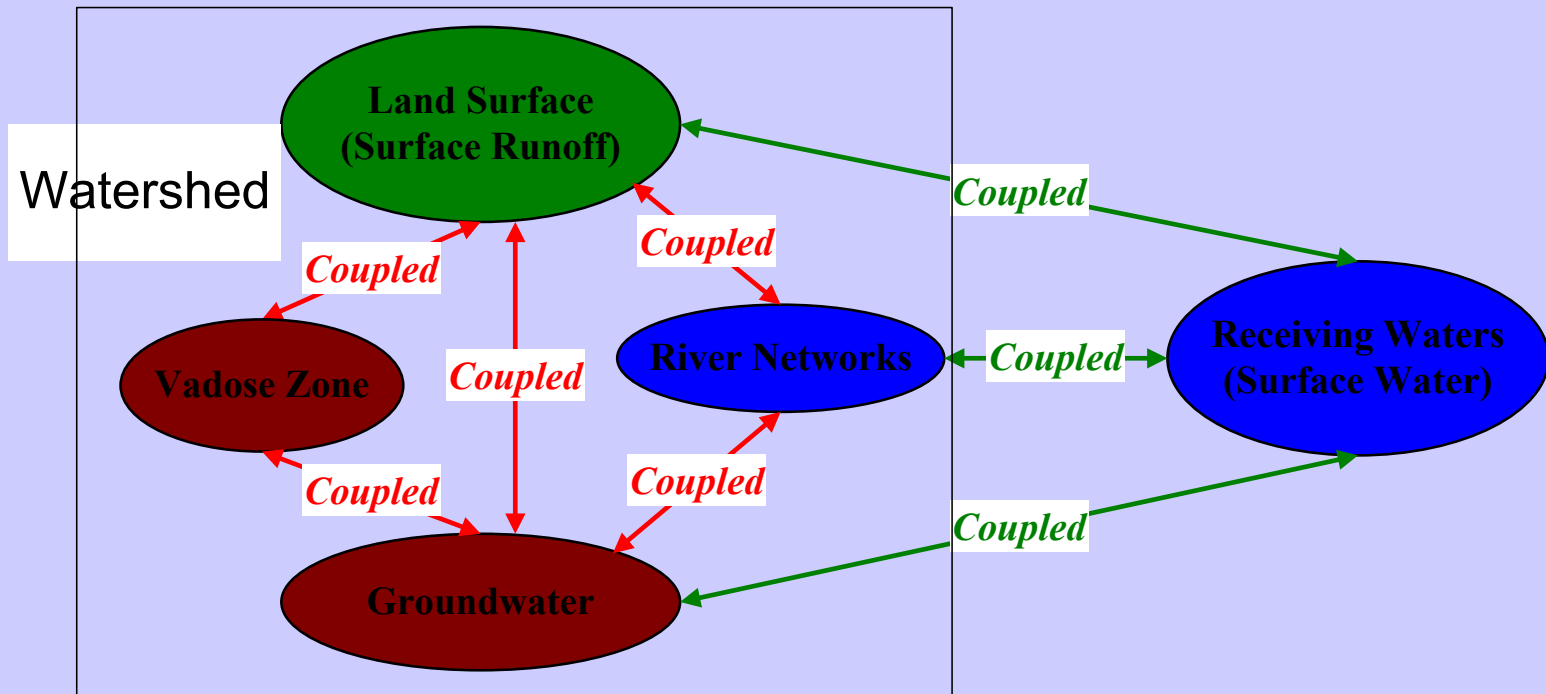 Land Surface
(Surface Runoff)
Watershed
Coupled
Coupled
Coupled
Coupled
Vadose Zone
River Networks
Coupled
Receiving Waters
(Surface Water)
Coupled
Coupled
Coupled
Coupled
Groundwater